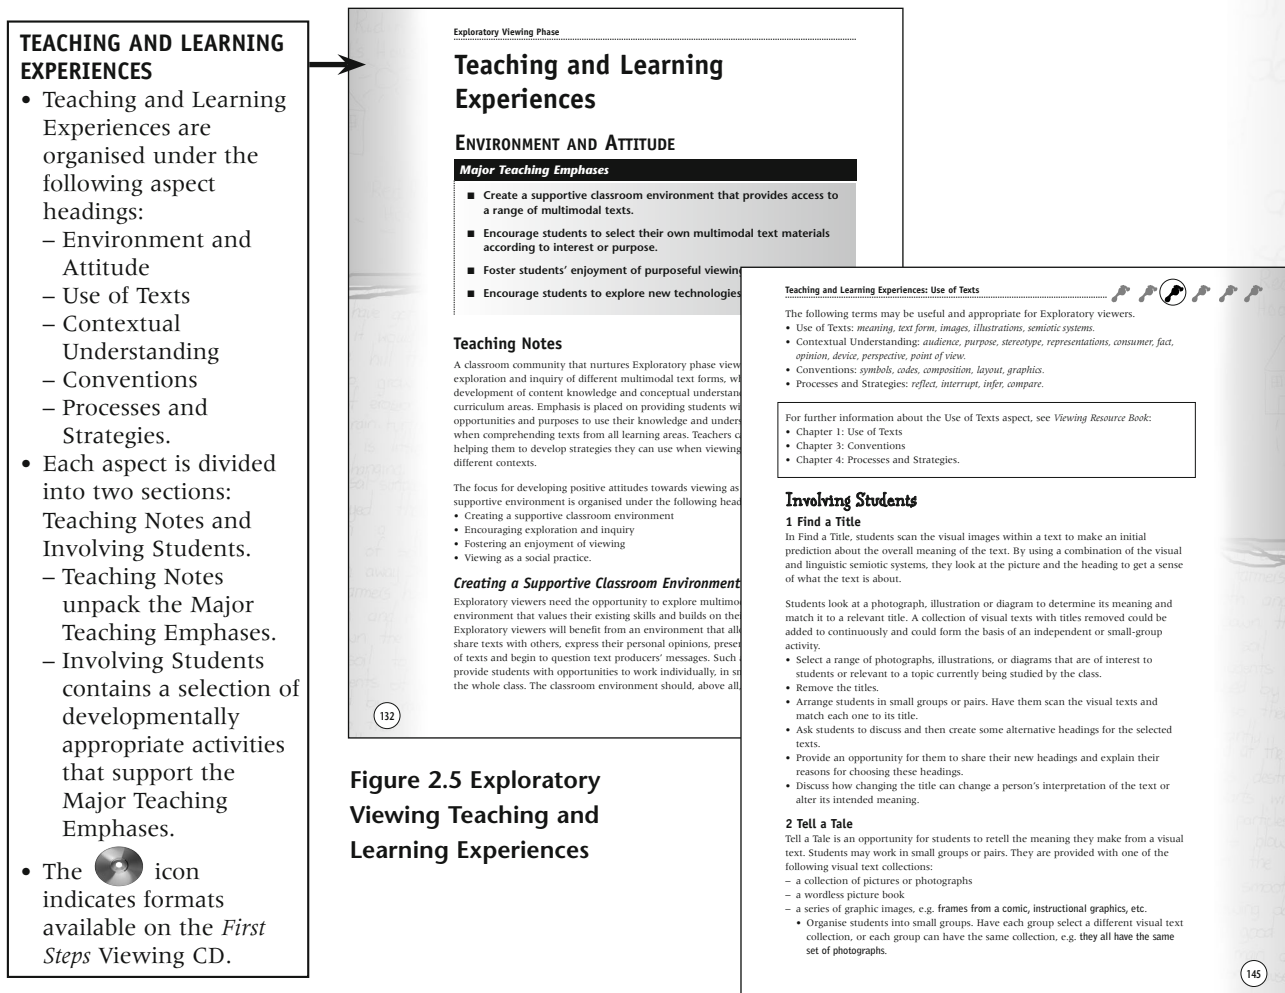 TEACHING AND LEARNING
EXPERIENCES
• Teaching and Learning
Experiences are
organised under the
following aspect
headings:
– Environment and
Attitude
– Use of Texts
– Contextual
Understanding
– Conventions
– Processes and
Strategies.
• Each aspect is divided
into two sections:
Teaching Notes and
Involving Students.
– Teaching Notes
unpack the Major
Teaching Emphases.
– Involving Students
contains a selection of
developmentally
appropriate activities
that support the
Major Teaching
Emphases.
• The icon
indicates formats
available on the First
Steps Viewing CD.
Exploratory Viewing Phase
Teaching and Learning
Experiences
ENVIRONMENT AND ATTITUDE
Major Teaching Emphases
■ Create a supportive classroom environment that provides access to
a range of multimodal texts.
■ Encourage students to select their own multimodal text materials
according to interest or purpose.
■ Foster students' enjoyment of purposeful viewing
■ Encourage students to explore new technologies
Teaching Notes
A classroom community that nurtures Exploratory phase view
exploration and inquiry of different multimodal text forms, wh
development of content knowledge and conceptual understan
curriculum areas. Emphasis is placed on providing students wi
opportunities and purposes to use their knowledge and unders
when comprehending texts from all learning areas. Teachers c
helping them to develop strategies they can use when viewing
different contexts.
The focus for developing positive attitudes towards viewing as
supportive environment is organised under the following head
• Creating a supportive classroom environment
• Encouraging exploration and inquiry
• Fostering an enjoyment of viewing
• Viewing as a social practice.
Creating a Supportive Classroom Environment
Exploratory viewers need the opportunity to explore multimo
environment that values their existing skills and builds on the
Exploratory viewers will benefit from an environment that all
share texts with others, express their personal opinions, prese
of texts and begin to question text producers' messages. Such
provide students with opportunities to work individually, in s
the whole class. The classroom environment should, above all,
132
Figure 2.5 Exploratory
Viewing Teaching and
Learning Experiences
Teaching and Learning Experiences: Use of Texts
The following terms may be useful and appropriate for Exploratory viewers.
• Use of Texts: meaning, text form, images, illustrations, semiotic systems.
• Contextual Understanding: audience, purpose, stereotype, representations, consumer, fact,
opinion, device, perspective, point of view.
• Conventions: symbols, codes, composition, layout, graphics.
• Processes and Strategies: reflect, interrupt, infer, compare.
For further information about the Use of Texts aspect, see Viewing Resource Book:
• Chapter 1: Use of Texts
• Chapter 3: Conventions
• Chapter 4: Processes and Strategies.
Involving Students
1 Find a Title
In Find a Title, students scan the visual images within a text to make an initial
prediction about the overall meaning of the text. By using a combination of the visual
and linguistic semiotic systems, they look at the picture and the heading to get a sense
of what the text is about.
Students look at a photograph, illustration or diagram to determine its meaning and
match it to a relevant title. A collection of visual texts with titles removed could be
added to continuously and could form the basis of an independent or small-group
activity.
• Select a range of photographs, illustrations, or diagrams that are of interest to
students or relevant to a topic currently being studied by the class.
• Remove the titles.
• Arrange students in small groups or pairs. Have them scan the visual texts and
match each one to its title.
• Ask students to discuss and then create some alternative headings for the selected
texts.
• Provide an opportunity for them to share their new headings and explain their
reasons for choosing these headings.
• Discuss how changing the title can change a person's interpretation of the text or
alter its intended meaning.
2 Tell a Tale
Tell a Tale is an opportunity for students to retell the meaning they make from a visual
text. Students may work in small groups or pairs. They are provided with one of the
following visual text collections:
– a collection of pictures or photographs
– a wordless picture book
– a series of graphic images, e.g. frames from a comic, instructional graphics, etc.
• Organise students into small groups. Have each group select a different visual text
collection, or each group can have the same collection, e.g. they all have the same
set of photographs.
145